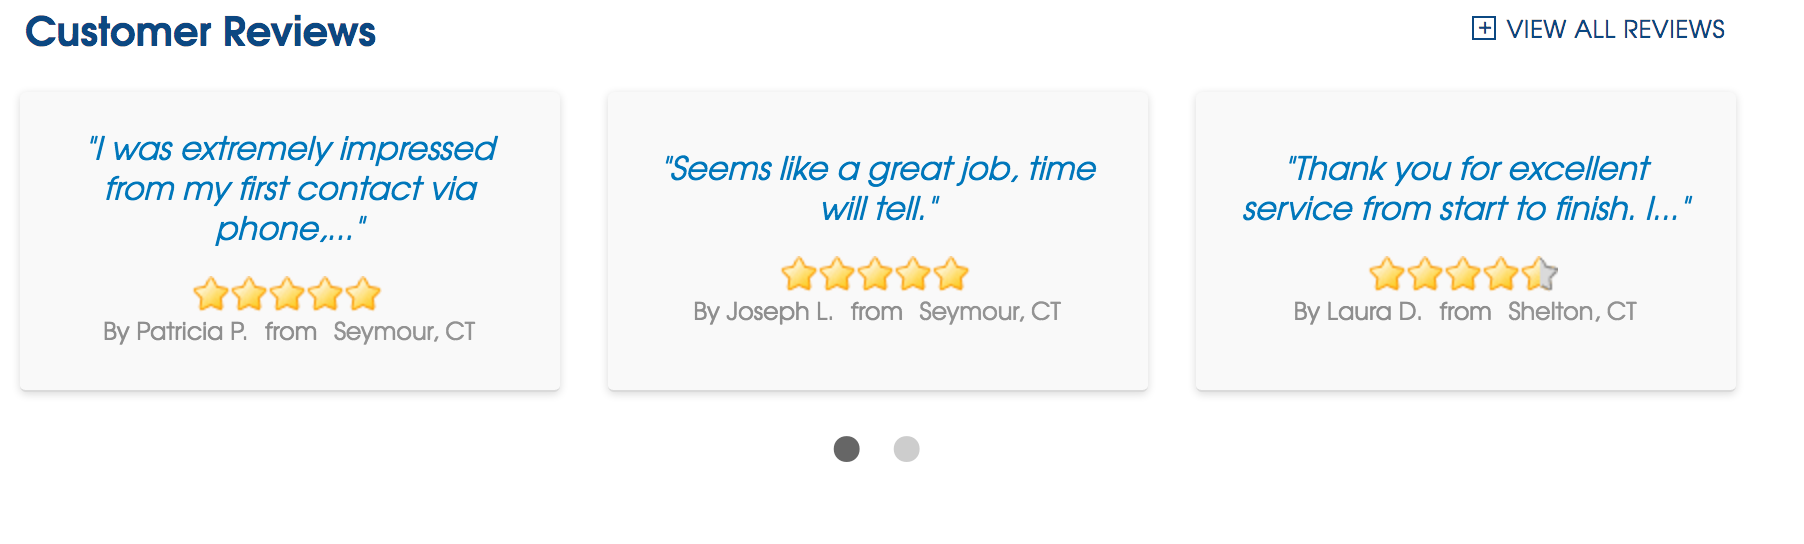 Customer Reviews
VIEW ALL REVIEWS
"I was extremely impressed
from my first contact via
phone,..."
By Patricia P. from Seymour, CT
"Seems like a great job, time
will tell."
By Joseph L. from Seymour, CT
"Thank you for excellent
service from start to finish. I..."
By Laura D. from Shelton, CT